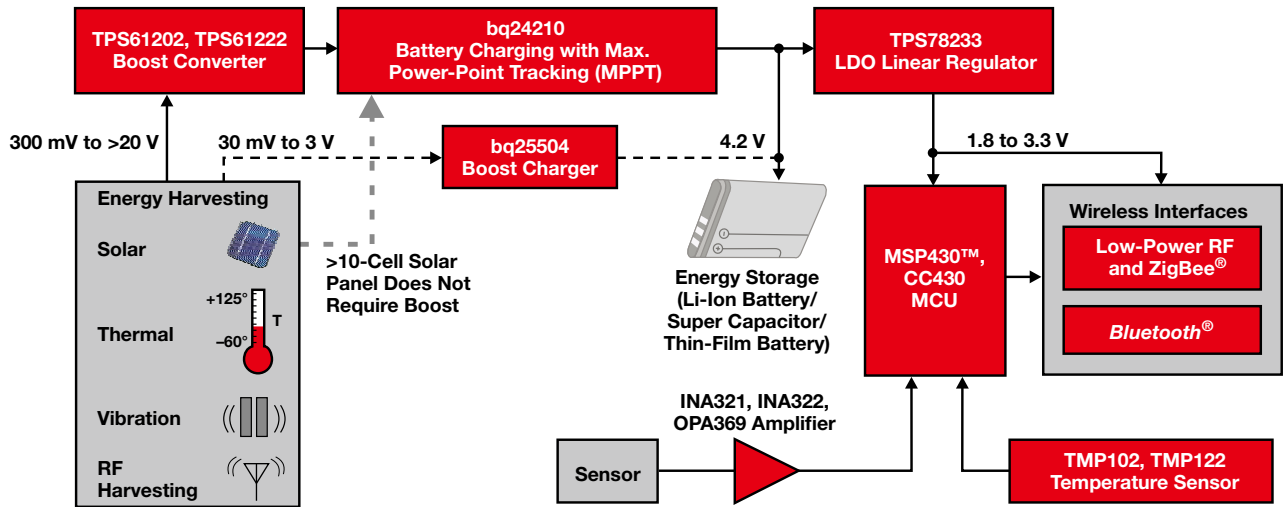 TPS61202, TPS61222
Boost Converter
bq24210
Battery Charging with Max.
Power-Point Tracking (MPPT)
TPS78233
LDO Linear Regulator
300 mV to >20 V
30 mV to 3 V
bq25504
Boost Charger
4.2 V
1.8 to 3.3 V
Energy Harvesting
Solar
>10-Cell Solar
Panel Does Not
Require Boost
Thermal
+125°
T
–60°
Vibration
RF
Harvesting
Energy Storage
(Li-Ion Battery/
Super Capacitor/
Thin-Film Battery)
MSP430™,
CC430
MCU
Wireless Interfaces
Low-Power RF
and ZigBee®
Bluetooth®
INA321, INA322,
OPA369 Amplifier
Sensor
TMP102, TMP122
Temperature Sensor